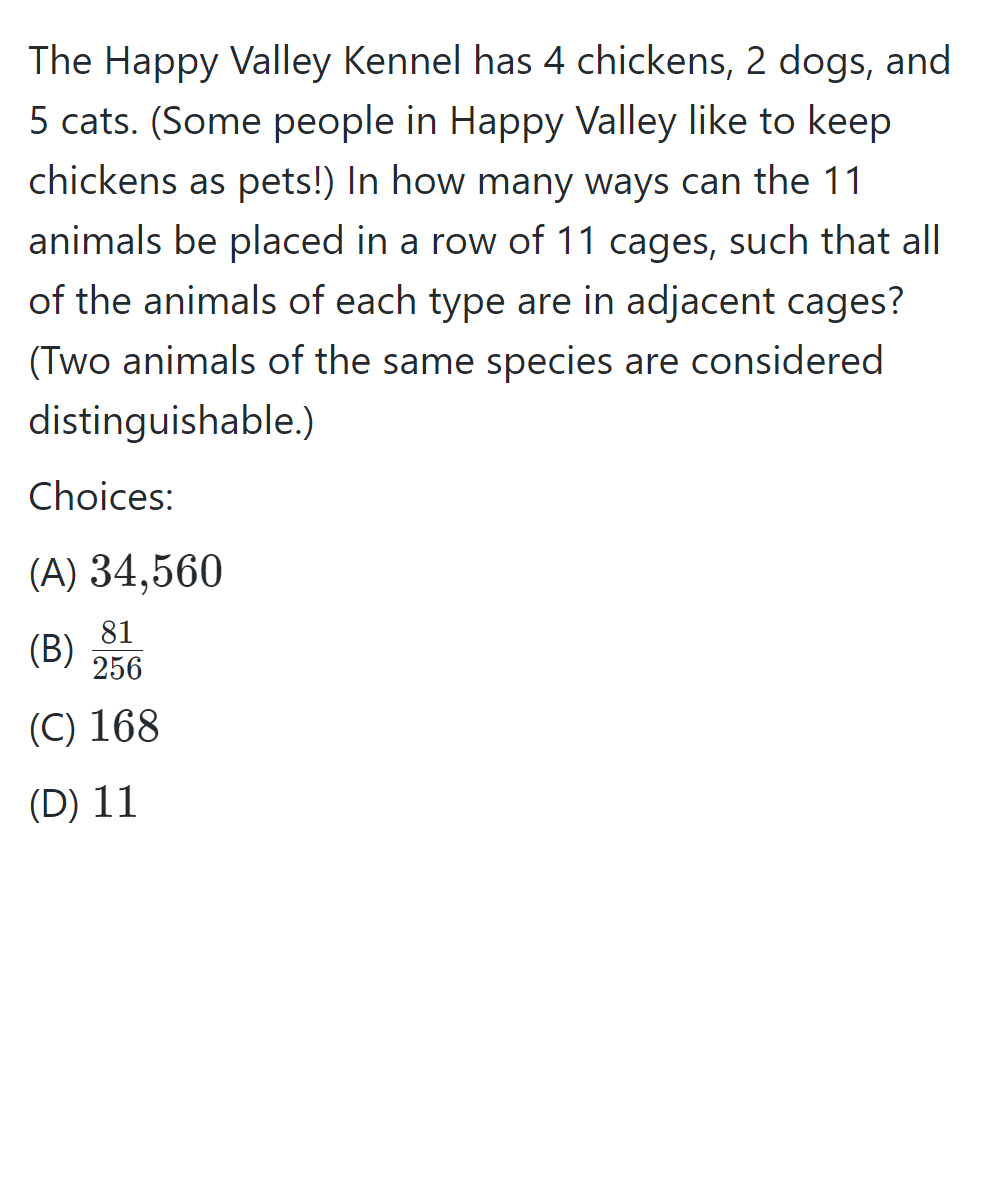 The Happy Valley Kennel has 4 chickens, 2 dogs, and
5 cats. (Some people in Happy Valley like to keep
chickens as pets!) In how many ways can the 11
animals be placed in a row of 11 cages, such that all
of the animals of each type are in adjacent cages?
(Two animals of the same species are considered
distinguishable.)
Choices:
(A) 34,560
(B) 81/256
(C) 168
(D) 11